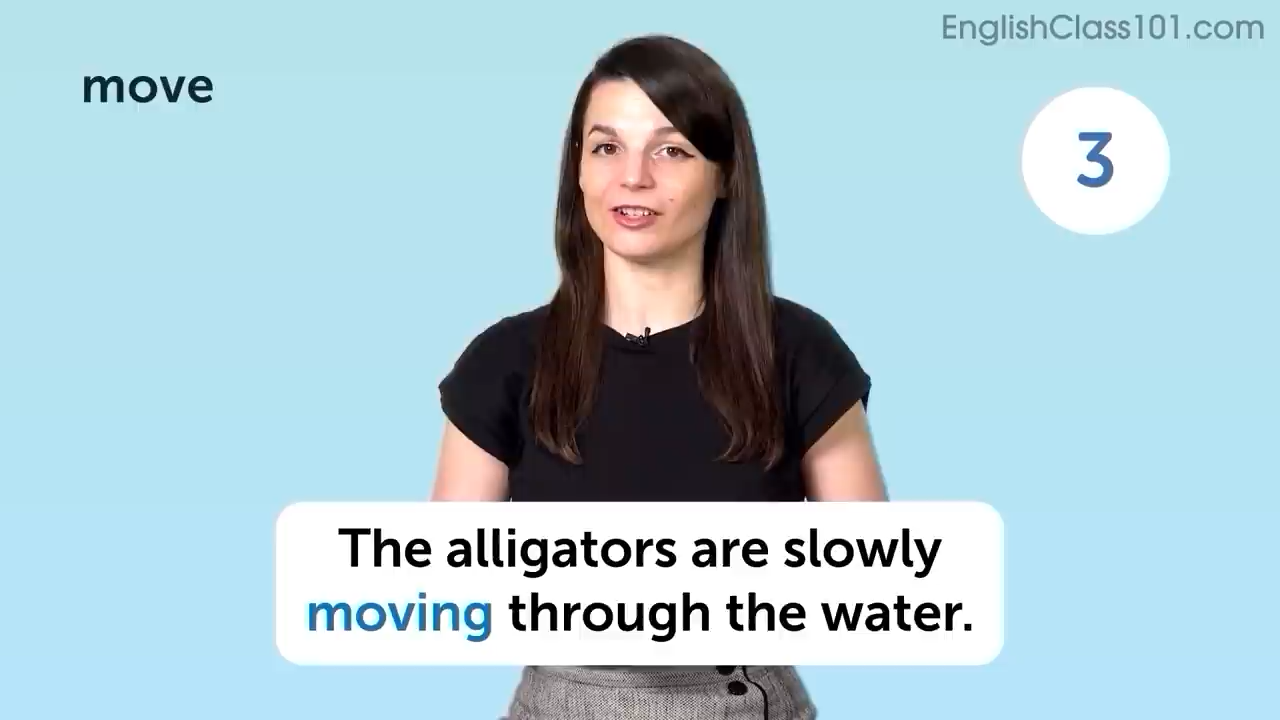 EnglishClass101.com
move
3
The alligators are slowly
moving through the water.